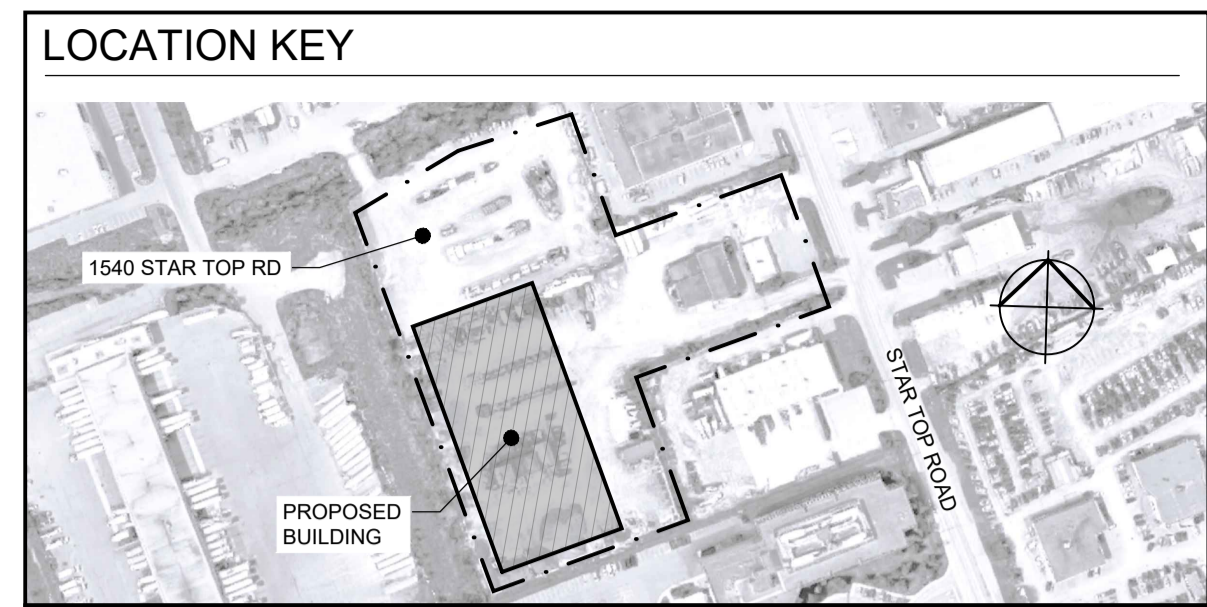 LOCATION KEY
1540 STAR TOP RD
STAR TOP ROAD
PROPOSED
BUILDING